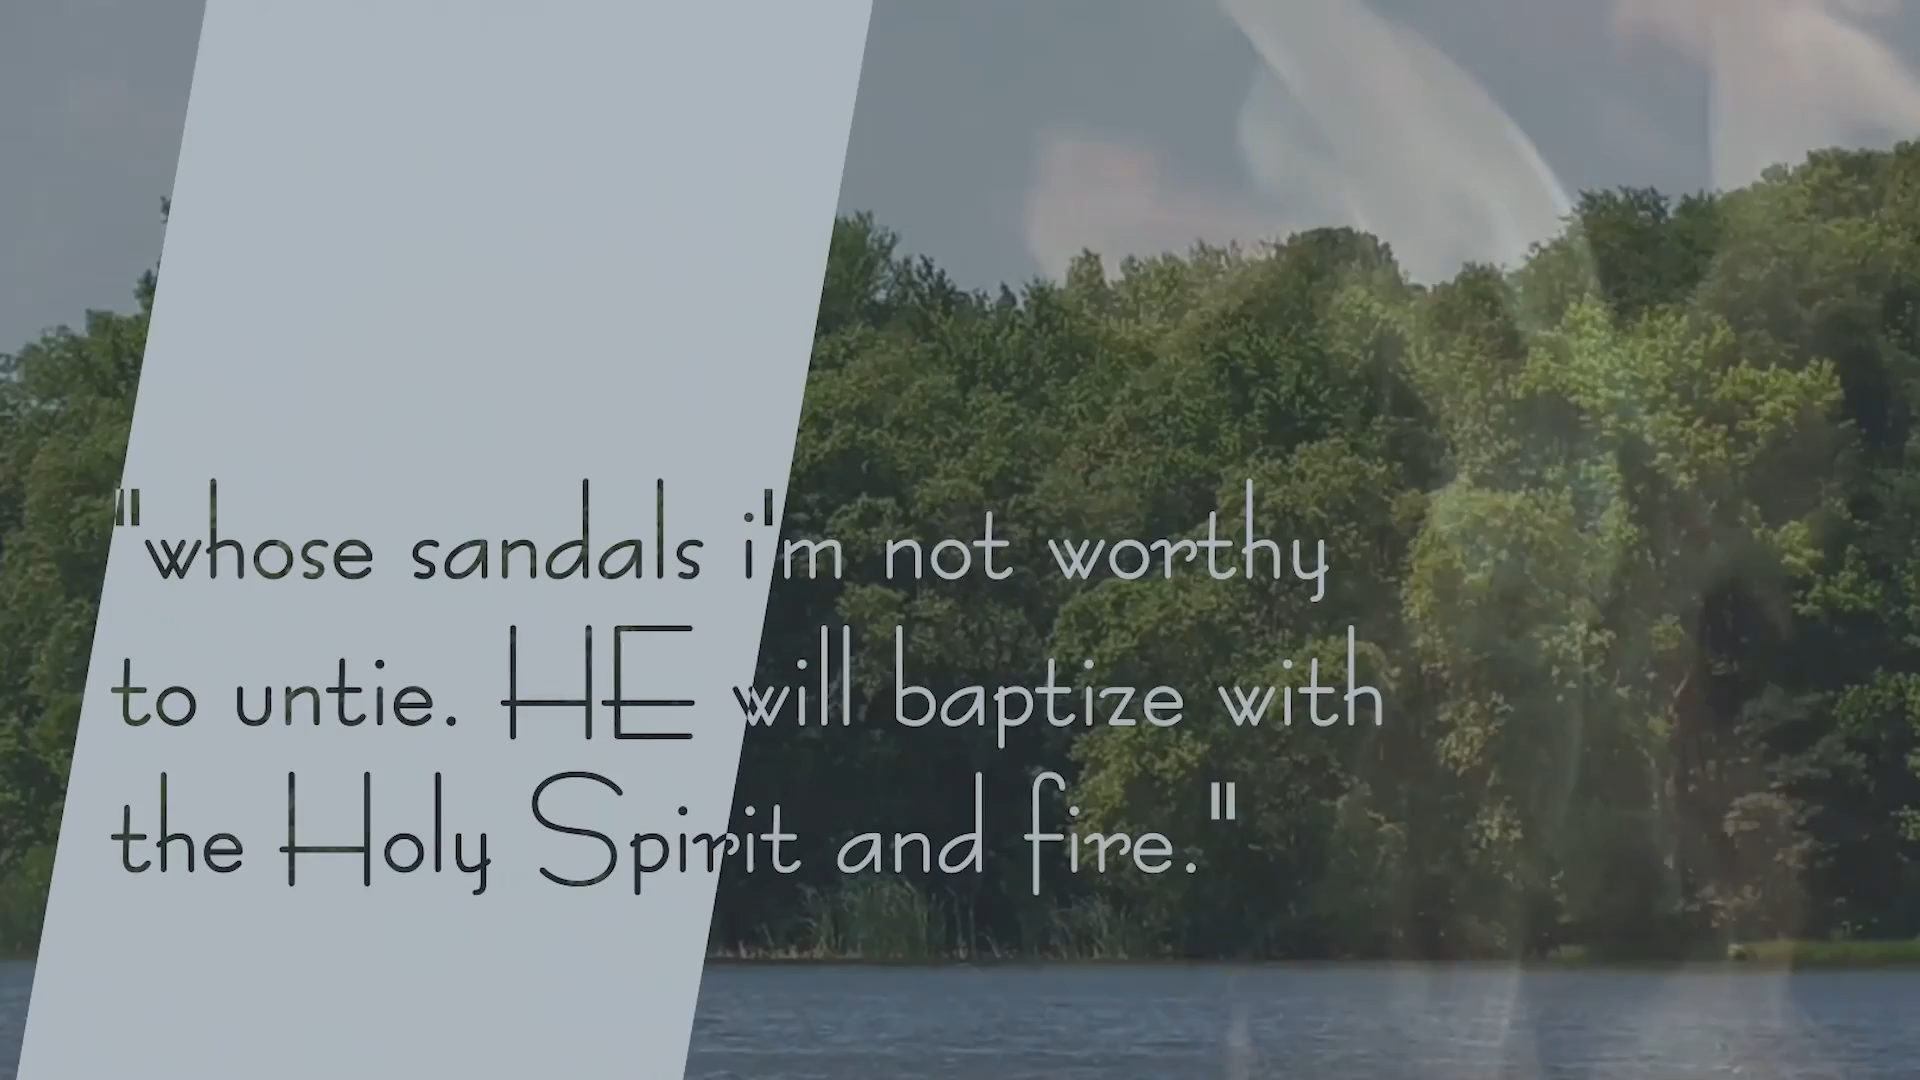 "whose sandals i'm not worthy
to untie. HE will baptize with
the Holy Spirit and fire."